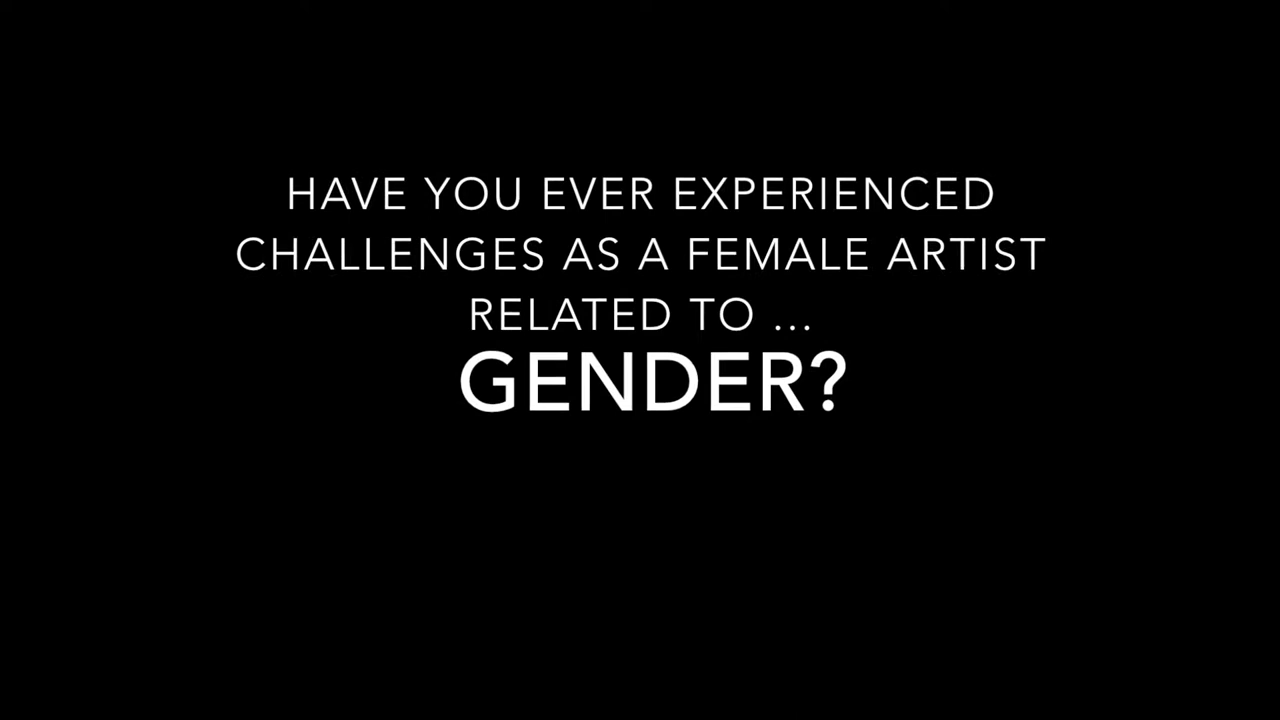 HAVE YOU EVER EXPERIENCED
CHALLENGES AS A FEMALE ARTIST
RELATED TO ...
GENDER?